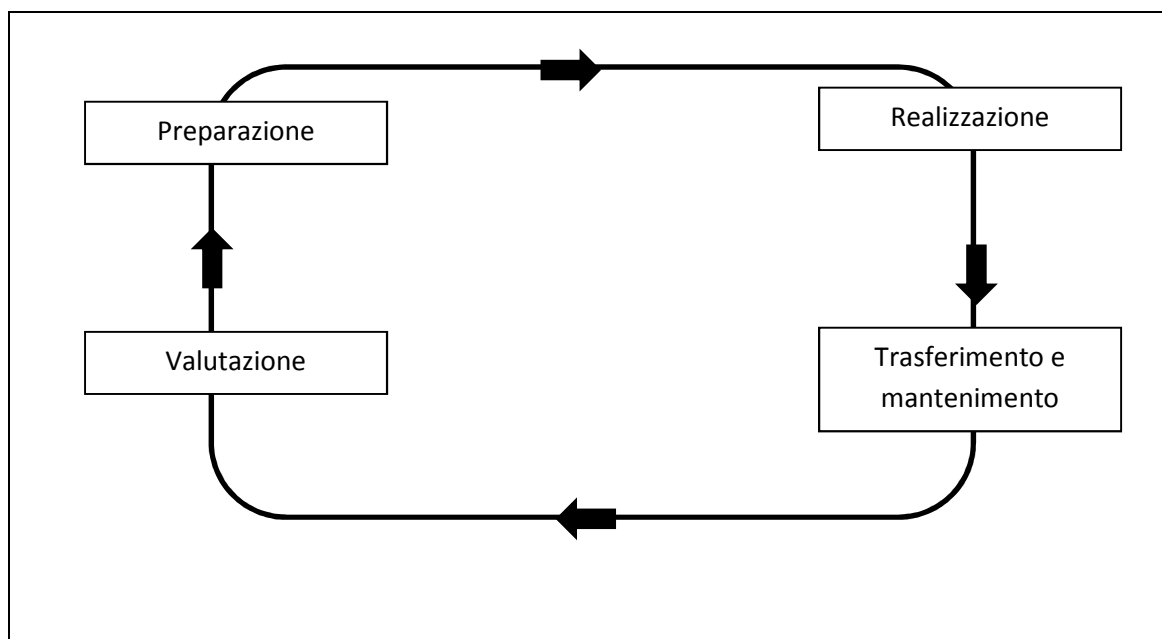 Preparazione
Realizzazione
Valutazione
Trasferimento e
mantenimento